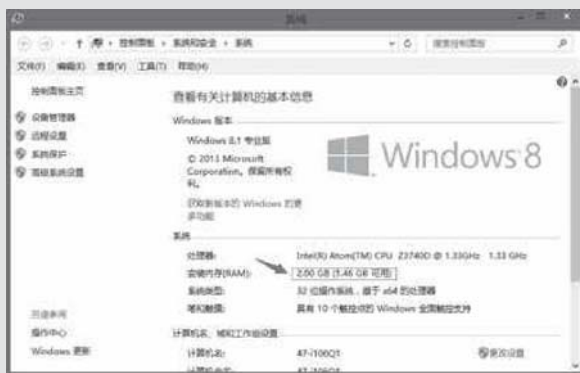 系统
控制面板 › 系统和安全 › 系统
搜索控制面板
文件(F) 编辑(E) 查看(V) 工具(T) 帮助(H)
控制面板主页
设备管理器
远程设置
系统保护
高级系统设置
查看有关计算机的基本信息
Windows 版本
Windows 8.1 专业版
© 2013 Microsoft
Corporation。保留所有权
利。
获取新版本的 Windows 的更
多功能
Windows 8
系统
处理器: Intel(R) Atom(TM) CPU Z3740D @ 1.33GHz 1.33 GHz
安装内存(RAM): 2.00 GB (1.46 GB 可用)
系统类型: 32 位操作系统,基于 x64 的处理器
笔和触摸: 具有 10 个触控点的 Windows 全面触控支持
计算机名、域和工作组设置
计算机名: 47-i106Q1
更改设置
另请参阅
操作中心
Windows 更新